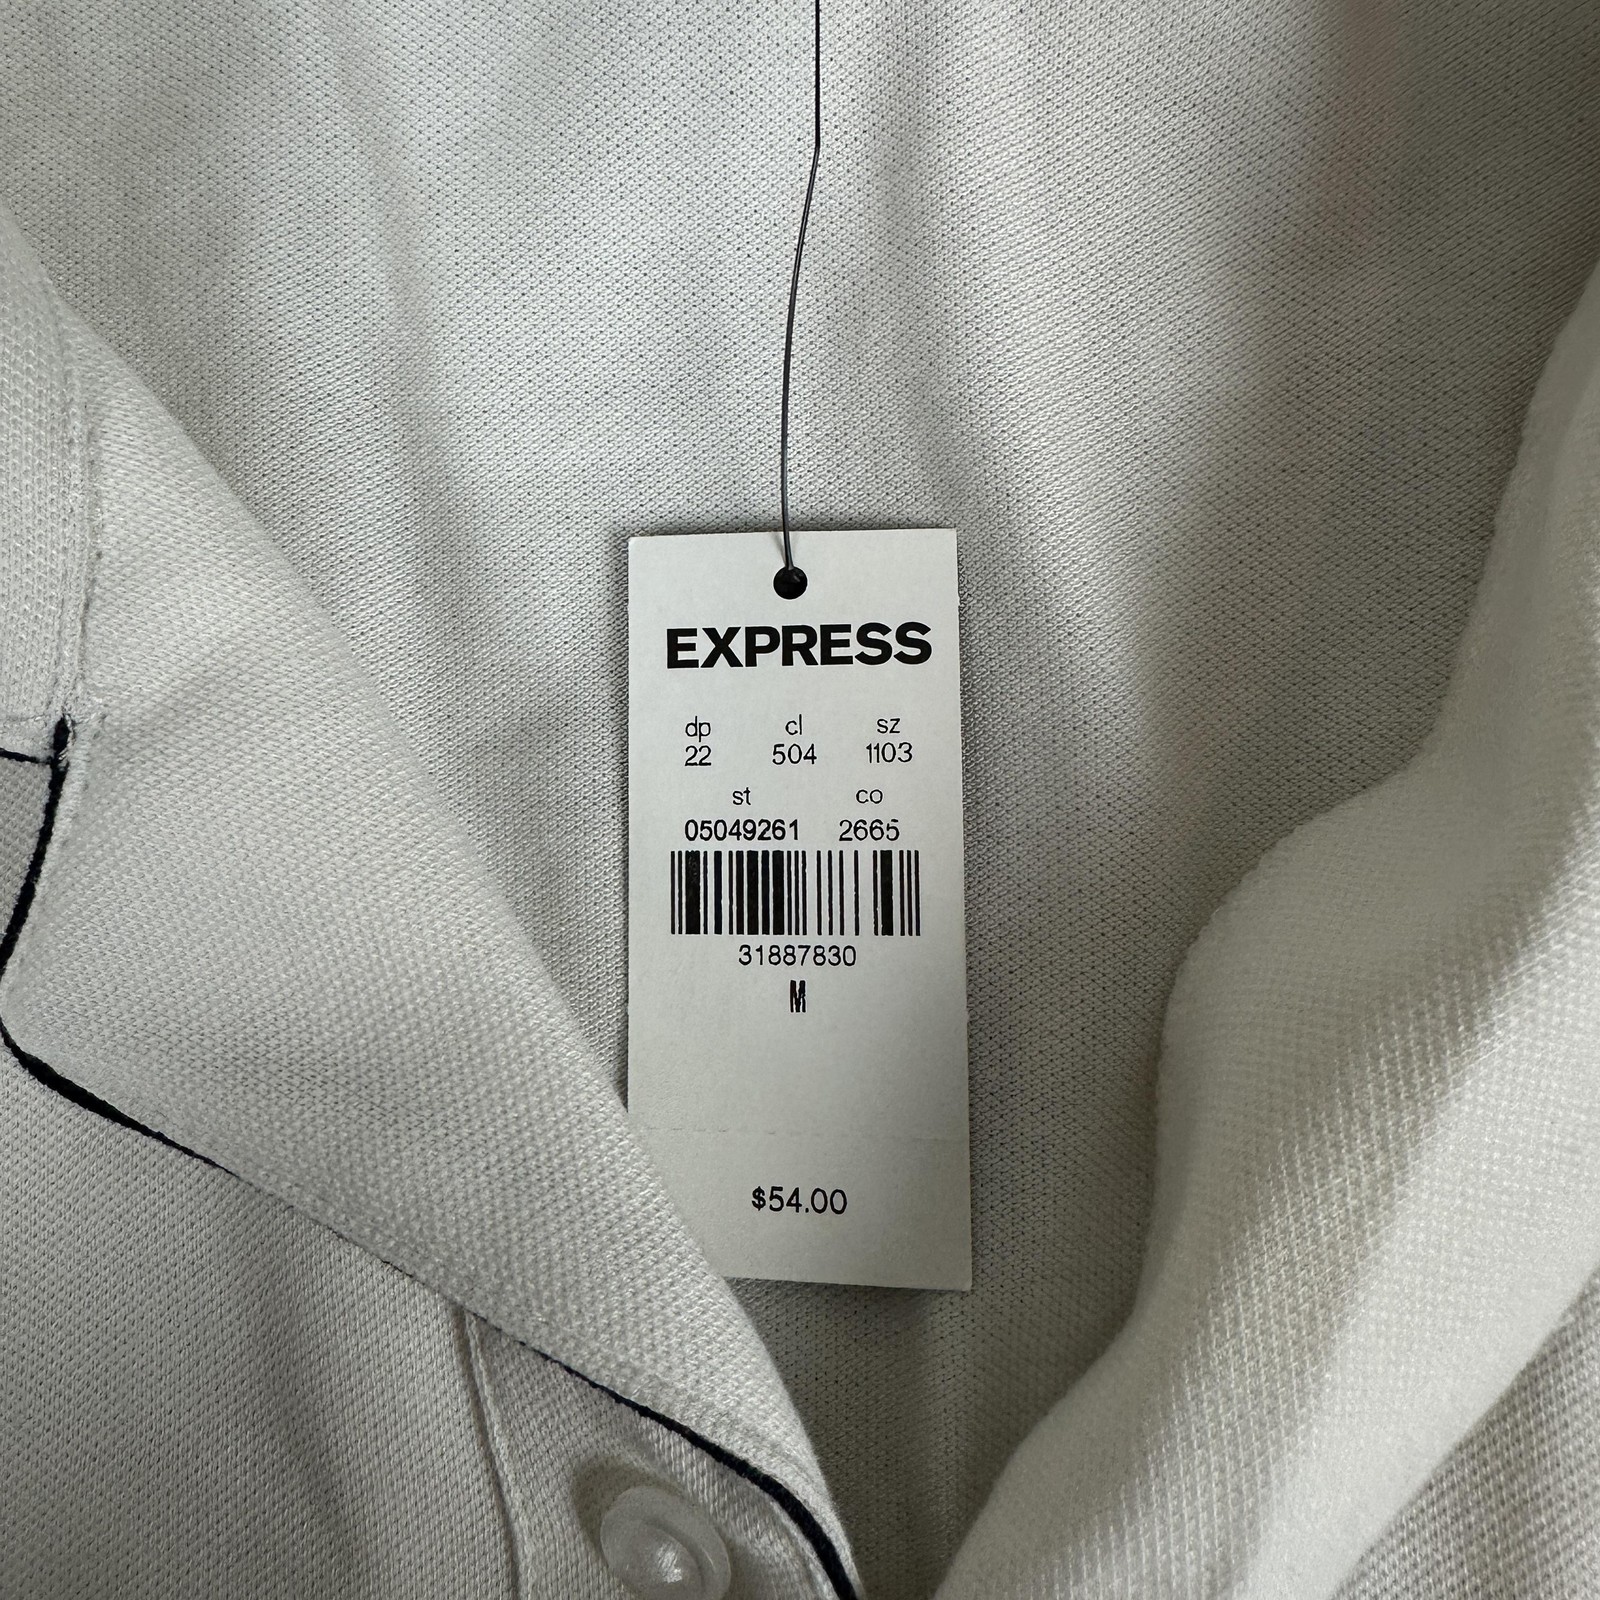 EXPRESS
dp cl sz
22 504 1103
st co
05049261 2665
31887830
M
$54.00